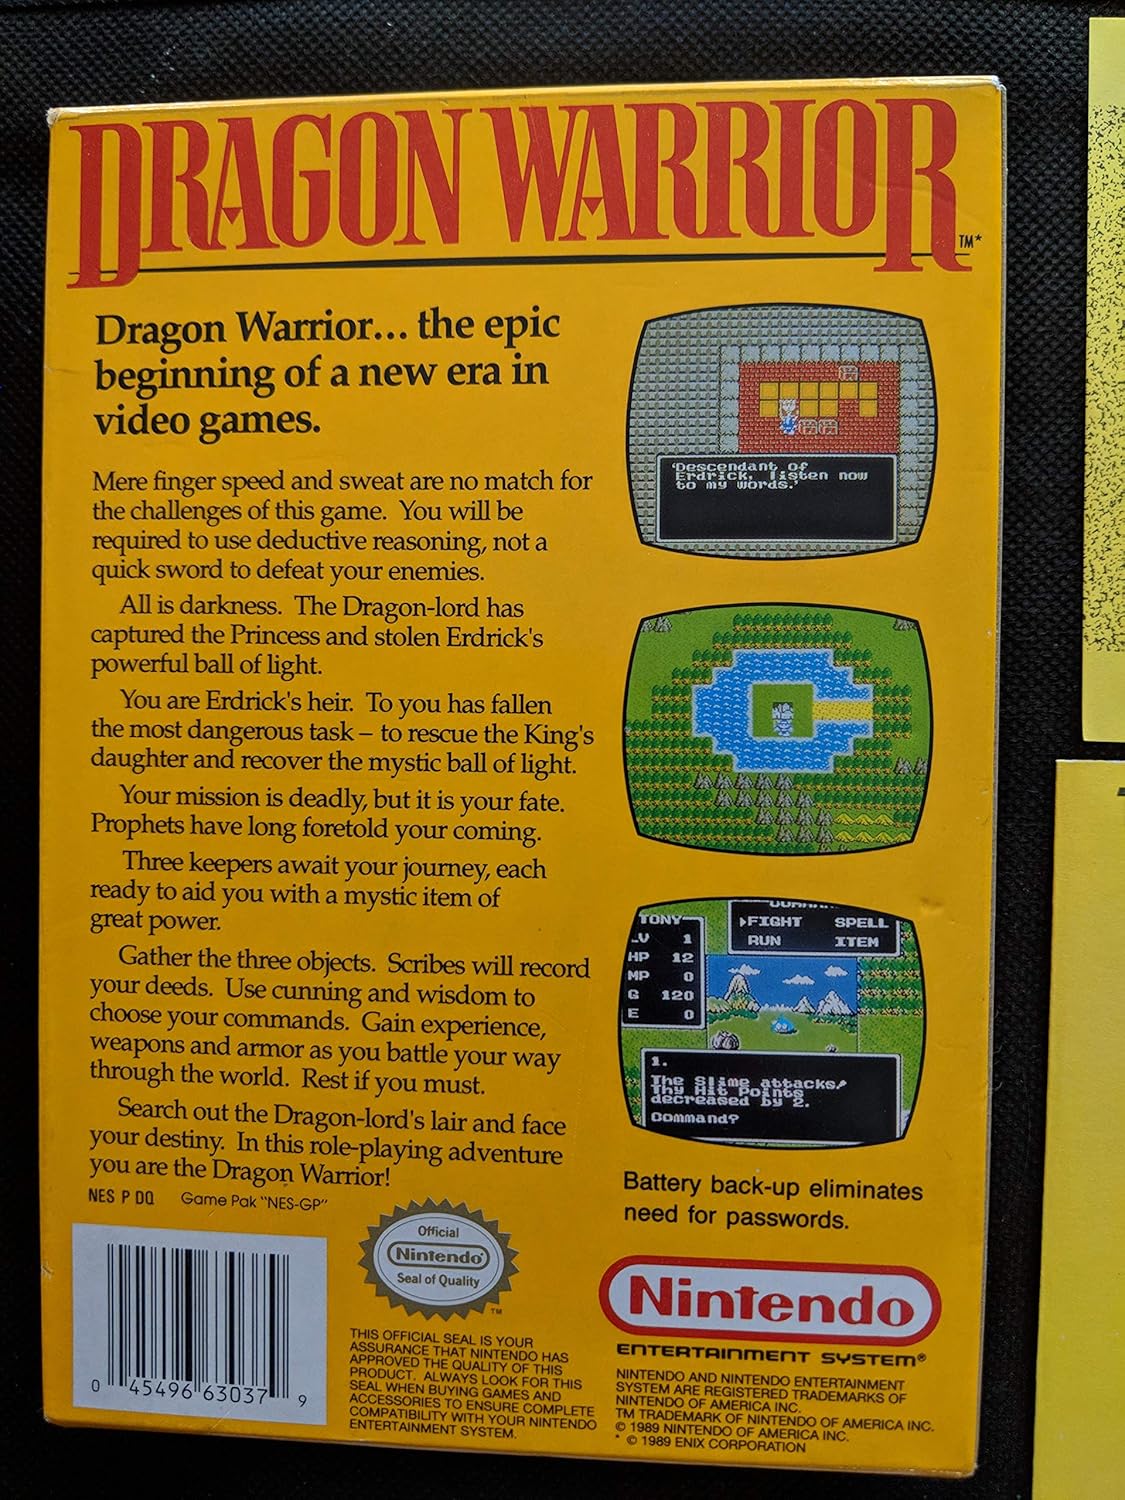 DRAGON WARRIOR
TM*
Dragon Warrior... the epic
beginning of a new era in
video games.
Mere finger speed and sweat are no match for
the challenges of this game. You will be
required to use deductive reasoning, not a
quick sword to defeat your enemies.
All is darkness. The Dragon-lord has
captured the Princess and stolen Erdrick's
powerful ball of light.
You are Erdrick's heir. To you has fallen
the most dangerous task – to rescue the King's
daughter and recover the mystic ball of light.
Your mission is deadly, but it is your fate.
Prophets have long foretold your coming.
Three keepers await your journey, each
ready to aid you with a mystic item of
great power.
Gather the three objects. Scribes will record
your deeds. Use cunning and wisdom to
choose your commands. Gain experience,
weapons and armor as you battle your way
through the world. Rest if you must.
Search out the Dragon-lord's lair and face
your destiny. In this role-playing adventure
you are the Dragon Warrior!
NES P DQ Game Pak "NES-GP"
'Descendant of
Erdrick, listen now
to my words.'
TONY
LV 1
HP 12
MP 0
G 120
E 0
▶FIGHT SPELL
RUN ITEM
1.
The Slime attacks!
Thy Hit Points
decreased by 2.
Command?
Battery back-up eliminates
need for passwords.
0 45496 63037 9
Official
Nintendo
Seal of Quality
TM
THIS OFFICIAL SEAL IS YOUR
ASSURANCE THAT NINTENDO HAS
APPROVED THE QUALITY OF THIS
PRODUCT. ALWAYS LOOK FOR THIS
SEAL WHEN BUYING GAMES AND
ACCESSORIES TO ENSURE COMPLETE
COMPATIBILITY WITH YOUR NINTENDO
ENTERTAINMENT SYSTEM.
Nintendo
ENTERTAINMENT SYSTEM®
NINTENDO AND NINTENDO ENTERTAINMENT
SYSTEM ARE REGISTERED TRADEMARKS OF
NINTENDO OF AMERICA INC.
TM TRADEMARK OF NINTENDO OF AMERICA INC.
© 1989 NINTENDO OF AMERICA INC.
* © 1989 ENIX CORPORATION